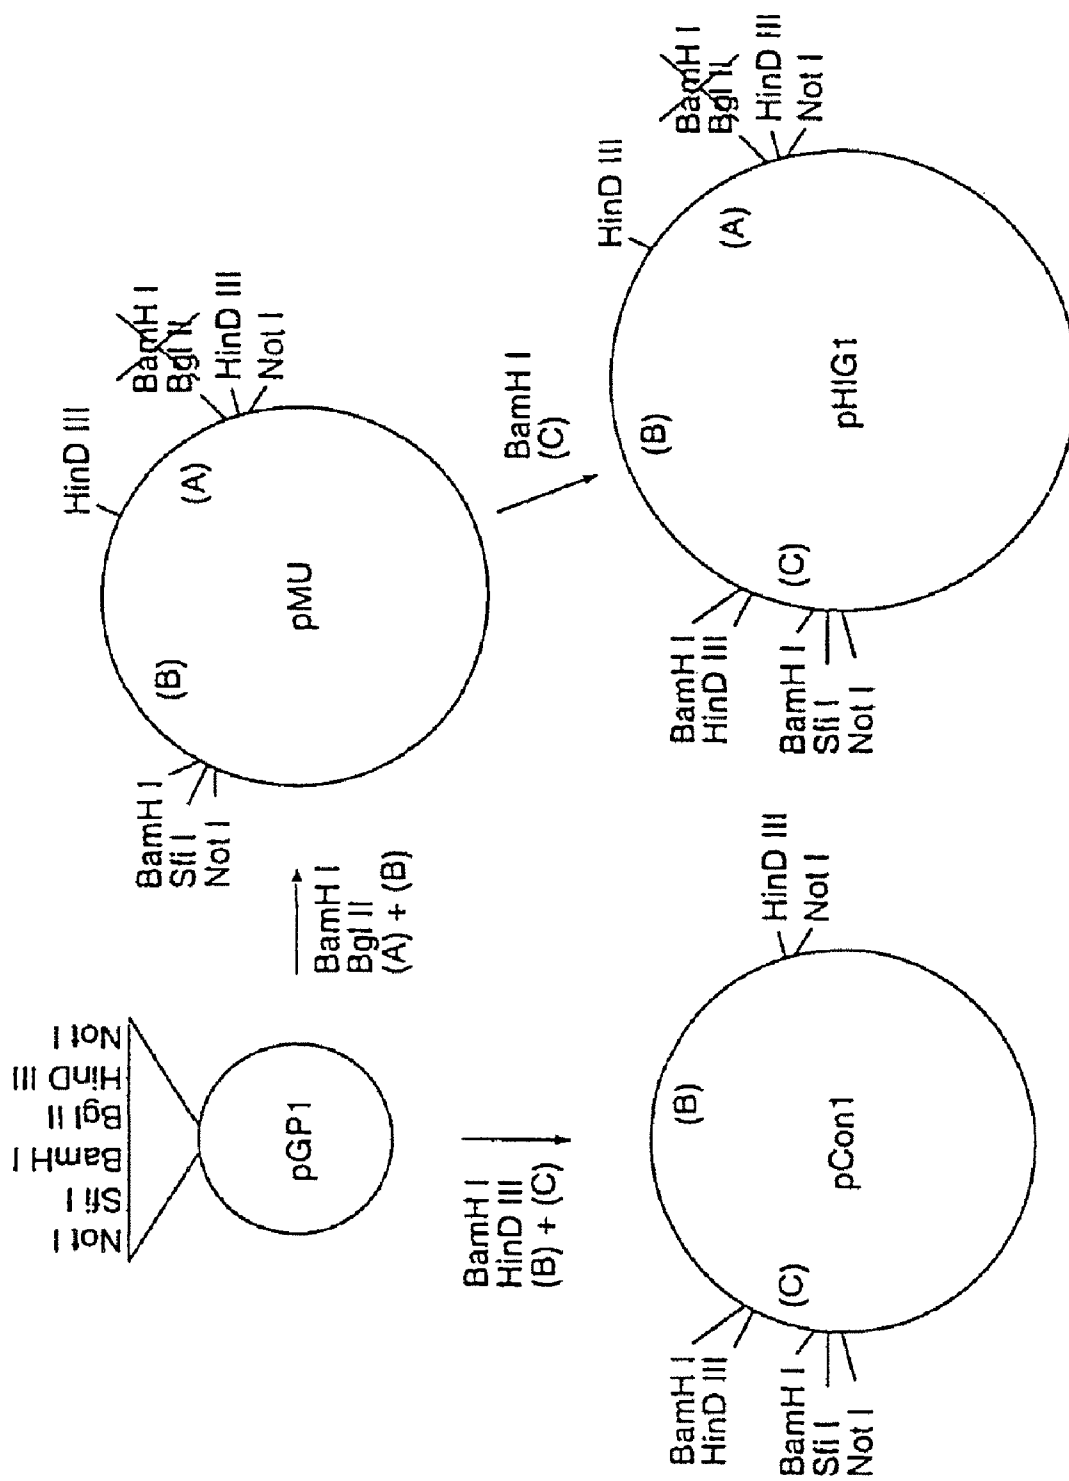 Not I
Sfi I
BamH I
Bgl II
HinD III
Not I
pGP1
BamH I
Bgl II
(A) + (B)
BamH I
Sfi I
Not I
(B)
HinD III
(A)
BamH I
Bgl II
HinD III
Not I
pMU
BamH I
HinD III
(B) + (C)
BamH I
(C)
BamH I
HinD III
(C)
BamH I
Sfi I
Not I
(B)
HinD III
Not I
pCon1
BamH I
HinD III
(C)
BamH I
Sfi I
Not I
(B)
HinD III
(A)
BamH I
Bgl II
HinD III
Not I
pHIG1